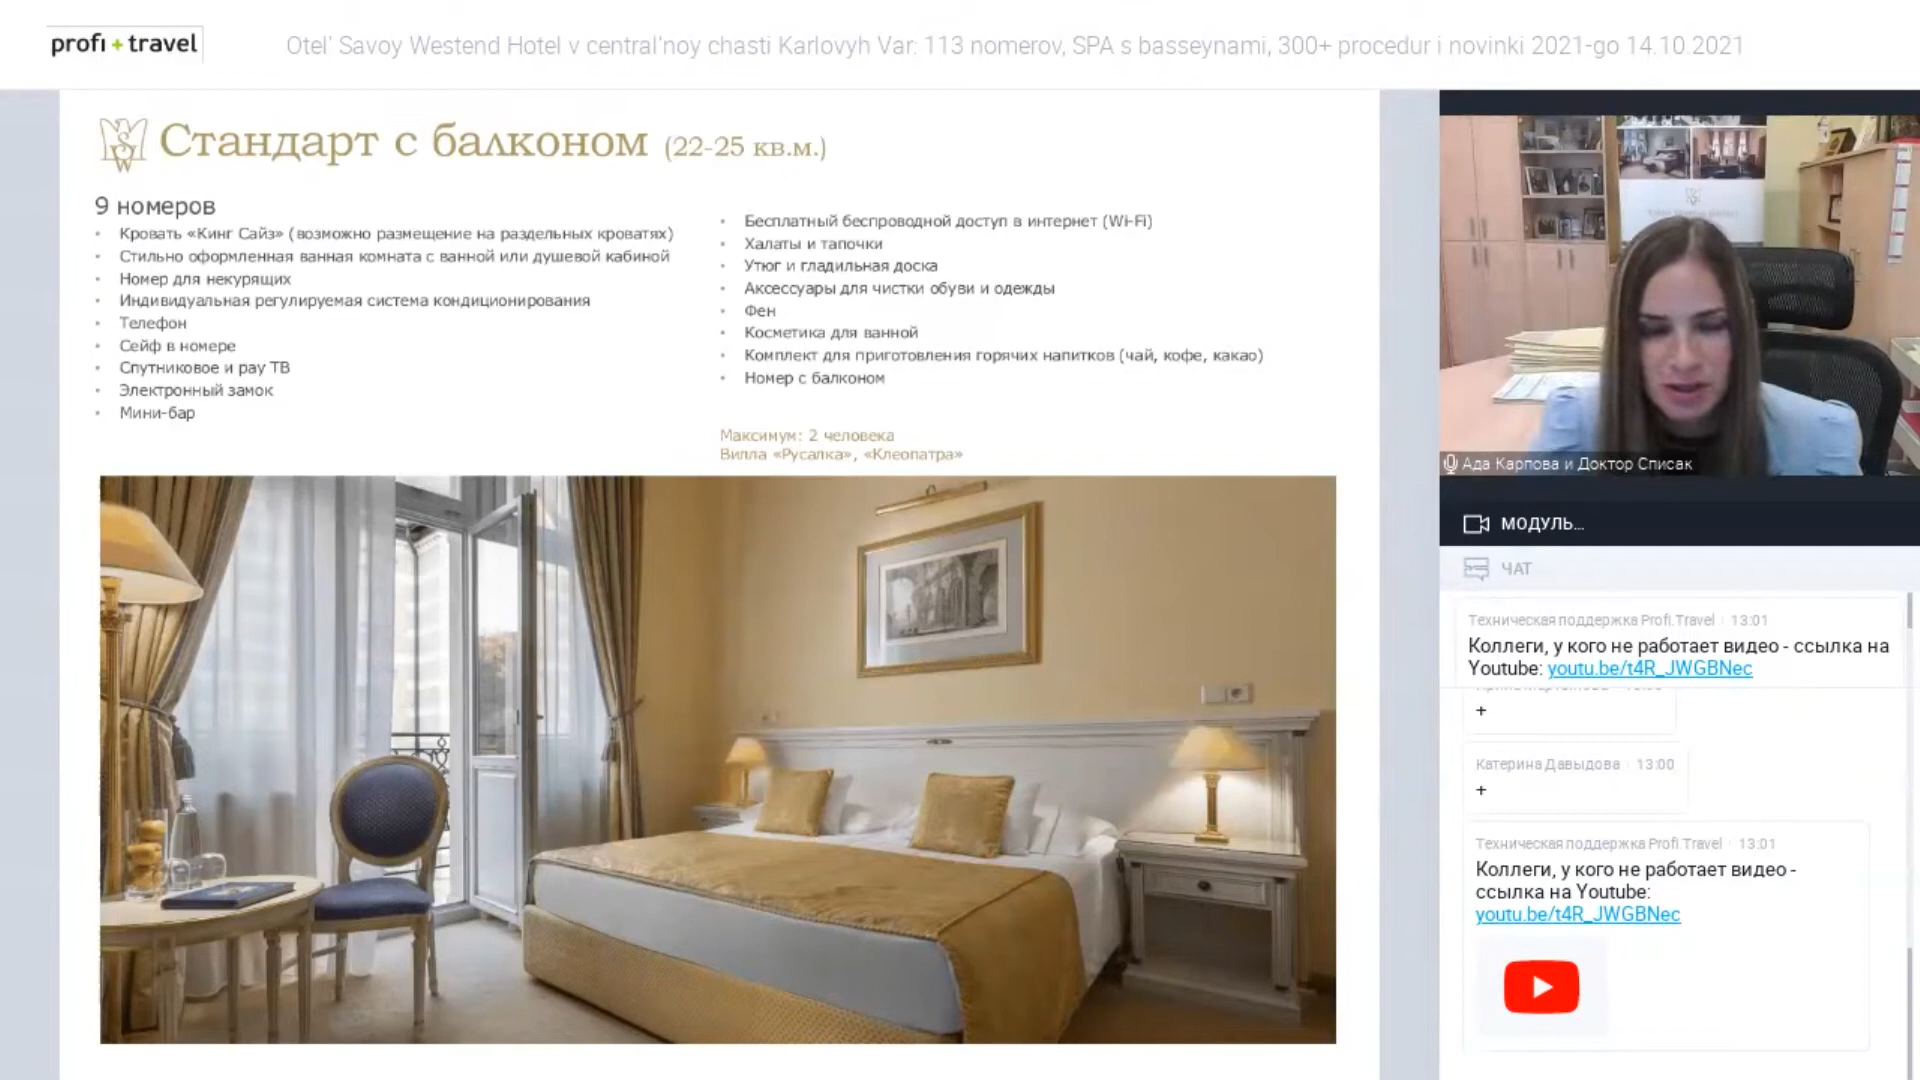 profi + travel
Otel' Savoy Westend Hotel v central'noy chasti Karlovyh Var: 113 nomerov, SPA s basseynami, 300+ procedur i novinki 2021-go 14.10.2021
Стандарт с балконом (22-25 кв.м.)
9 номеров
• Кровать «Кинг Сайз» (возможно размещение на раздельных кроватях)
• Стильно оформленная ванная комната с ванной или душевой кабиной
• Номер для некурящих
• Индивидуальная регулируемая система кондиционирования
• Телефон
• Сейф в номере
• Спутниковое и pay ТВ
• Электронный замок
• Мини-бар
• Бесплатный беспроводной доступ в интернет (Wi-Fi)
• Халаты и тапочки
• Утюг и гладильная доска
• Аксессуары для чистки обуви и одежды
• Фен
• Косметика для ванной
• Комплект для приготовления горячих напитков (чай, кофе, какао)
• Номер с балконом
Максимум: 2 человека
Вилла «Русалка», «Клеопатра»
Ада Карпова и Доктор Списак
МОДУЛЬ...
ЧАТ
Техническая поддержка Profi.Travel 13:01
Коллеги, у кого не работает видео - ссылка на
Youtube: youtu.be/t4R_JWGBNec
+
Катерина Давыдова 13:00
+
Техническая поддержка Profi.Travel 13:01
Коллеги, у кого не работает видео -
ссылка на Youtube:
youtu.be/t4R_JWGBNec